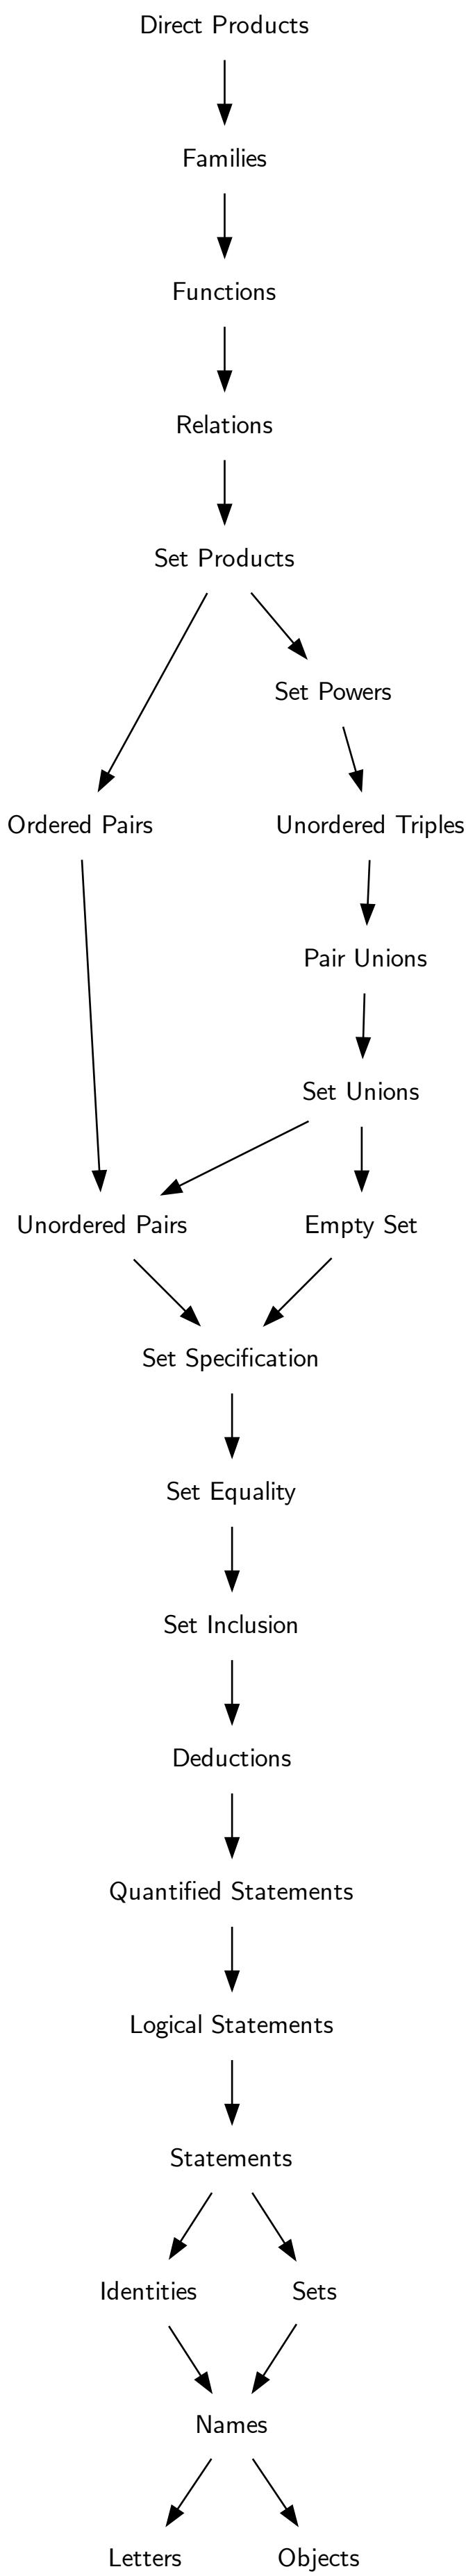 Direct Products
Families
Functions
Relations
Set Products
Set Powers
Ordered Pairs
Unordered Triples
Pair Unions
Set Unions
Unordered Pairs
Empty Set
Set Specification
Set Equality
Set Inclusion
Deductions
Quantified Statements
Logical Statements
Statements
Identities
Sets
Names
Letters
Objects